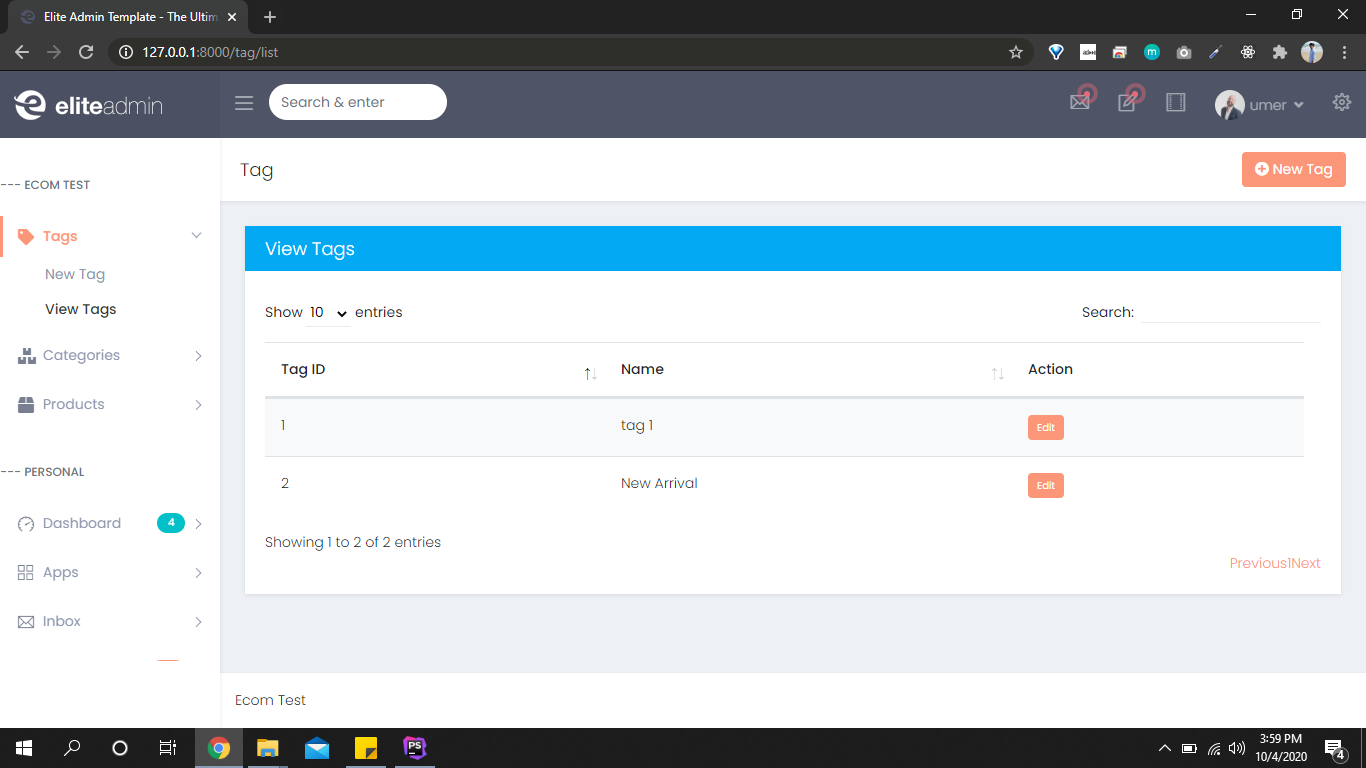 Elite Admin Template - The Ultim
127.0.0.1:8000/tag/list
eliteadmin
Search & enter
umer
--- ECOM TEST
Tags
New Tag
View Tags
Categories
Products
--- PERSONAL
Dashboard 4
Apps
Inbox
Tag
New Tag
View Tags
Show 10 entries
Search:
Tag ID Name Action
1 tag 1 Edit
2 New Arrival Edit
Showing 1 to 2 of 2 entries
Previous1Next
Ecom Test
PS
3:59 PM
10/4/2020
4